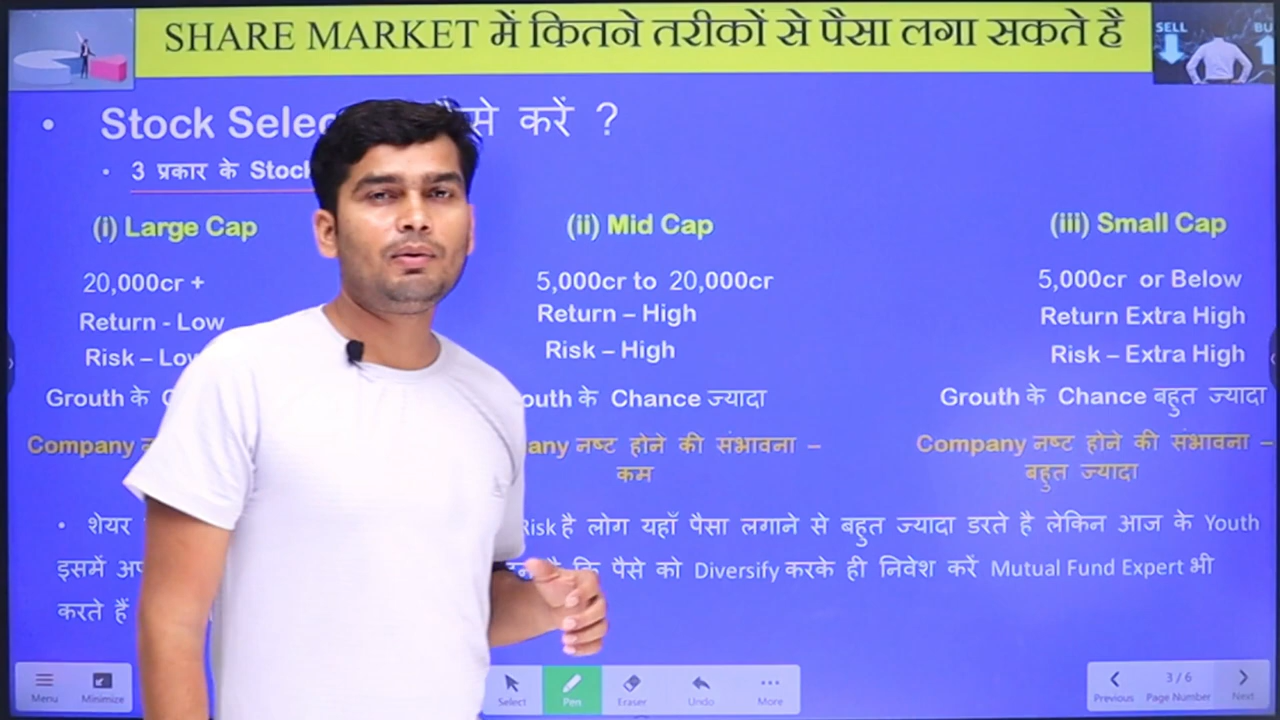 SHARE MARKET में कितने तरीकों से पैसा लगा सकते है
SELL
• Stock से करें ?
• 3 प्रकार के Stock
(i) Large Cap
20,000cr +
Return - Low
Risk – Low
Grouth के
Company
(ii) Mid Cap
5,000cr to 20,000cr
Return – High
Risk – High
Chance ज्यादा
नष्ट होने की संभावना –
कम
(iii) Small Cap
5,000cr or Below
Return Extra High
Risk – Extra High
Grouth के Chance बहुत ज्यादा
Company नष्ट होने की संभावना –
बहुत ज्यादा
• शेयर Risk है लोग यहाँ पैसा लगाने से बहुत ज्यादा डरते है लेकिन आज के Youth
इसमें कि पैसे को Diversify करके ही निवेश करें Mutual Fund Expert भी
करते हैं
Menu Minimize Select Pen Eraser Undo More Previous 3 / 6 Page Number Next